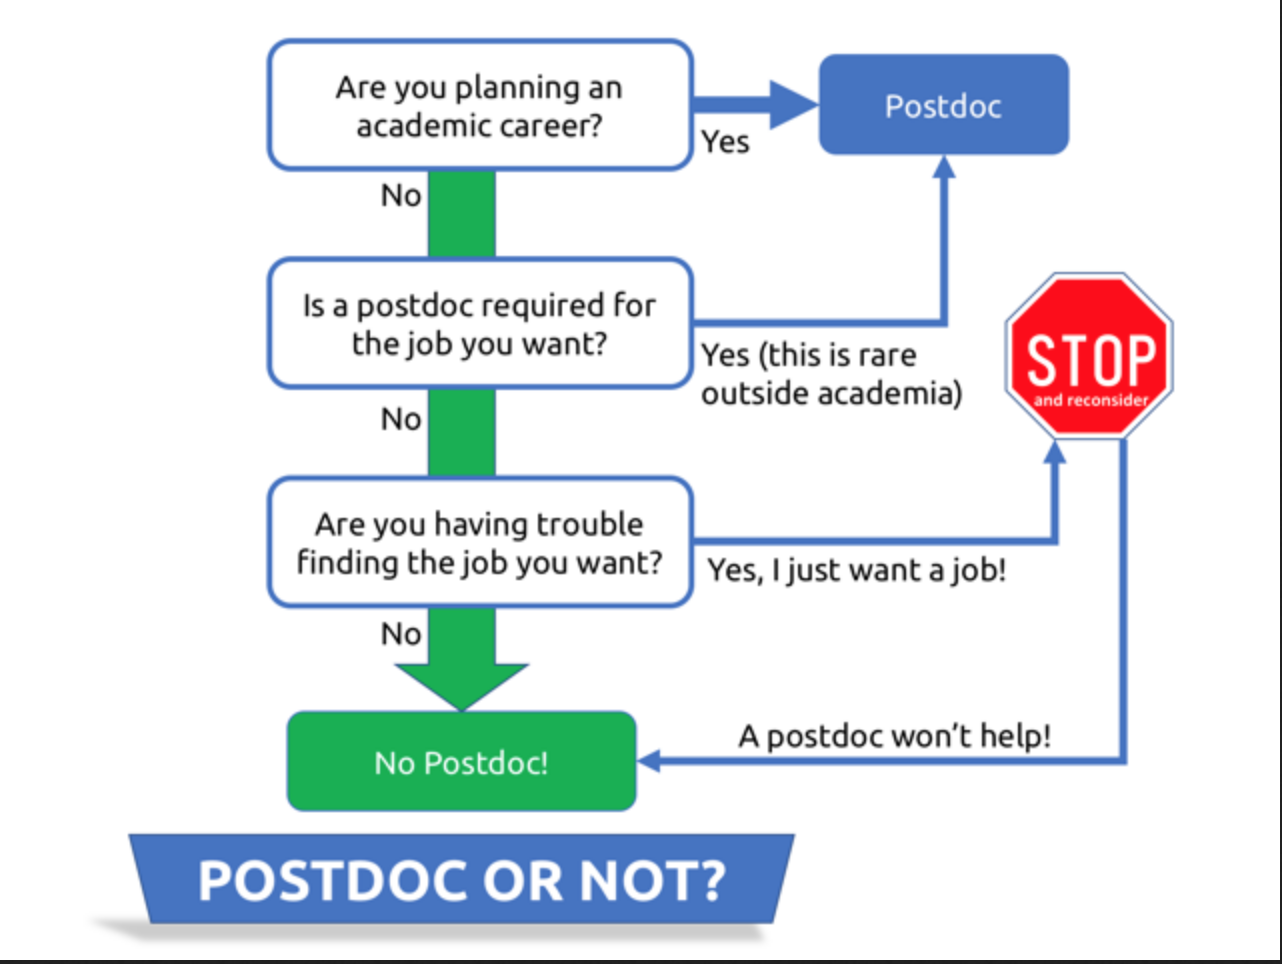 Are you planning an
academic career?
Yes
Postdoc
No
Is a postdoc required for
the job you want?
Yes (this is rare
outside academia)
STOP
and reconsider
No
Are you having trouble
finding the job you want?
Yes, I just want a job!
No
A postdoc won’t help!
No Postdoc!
POSTDOC OR NOT?